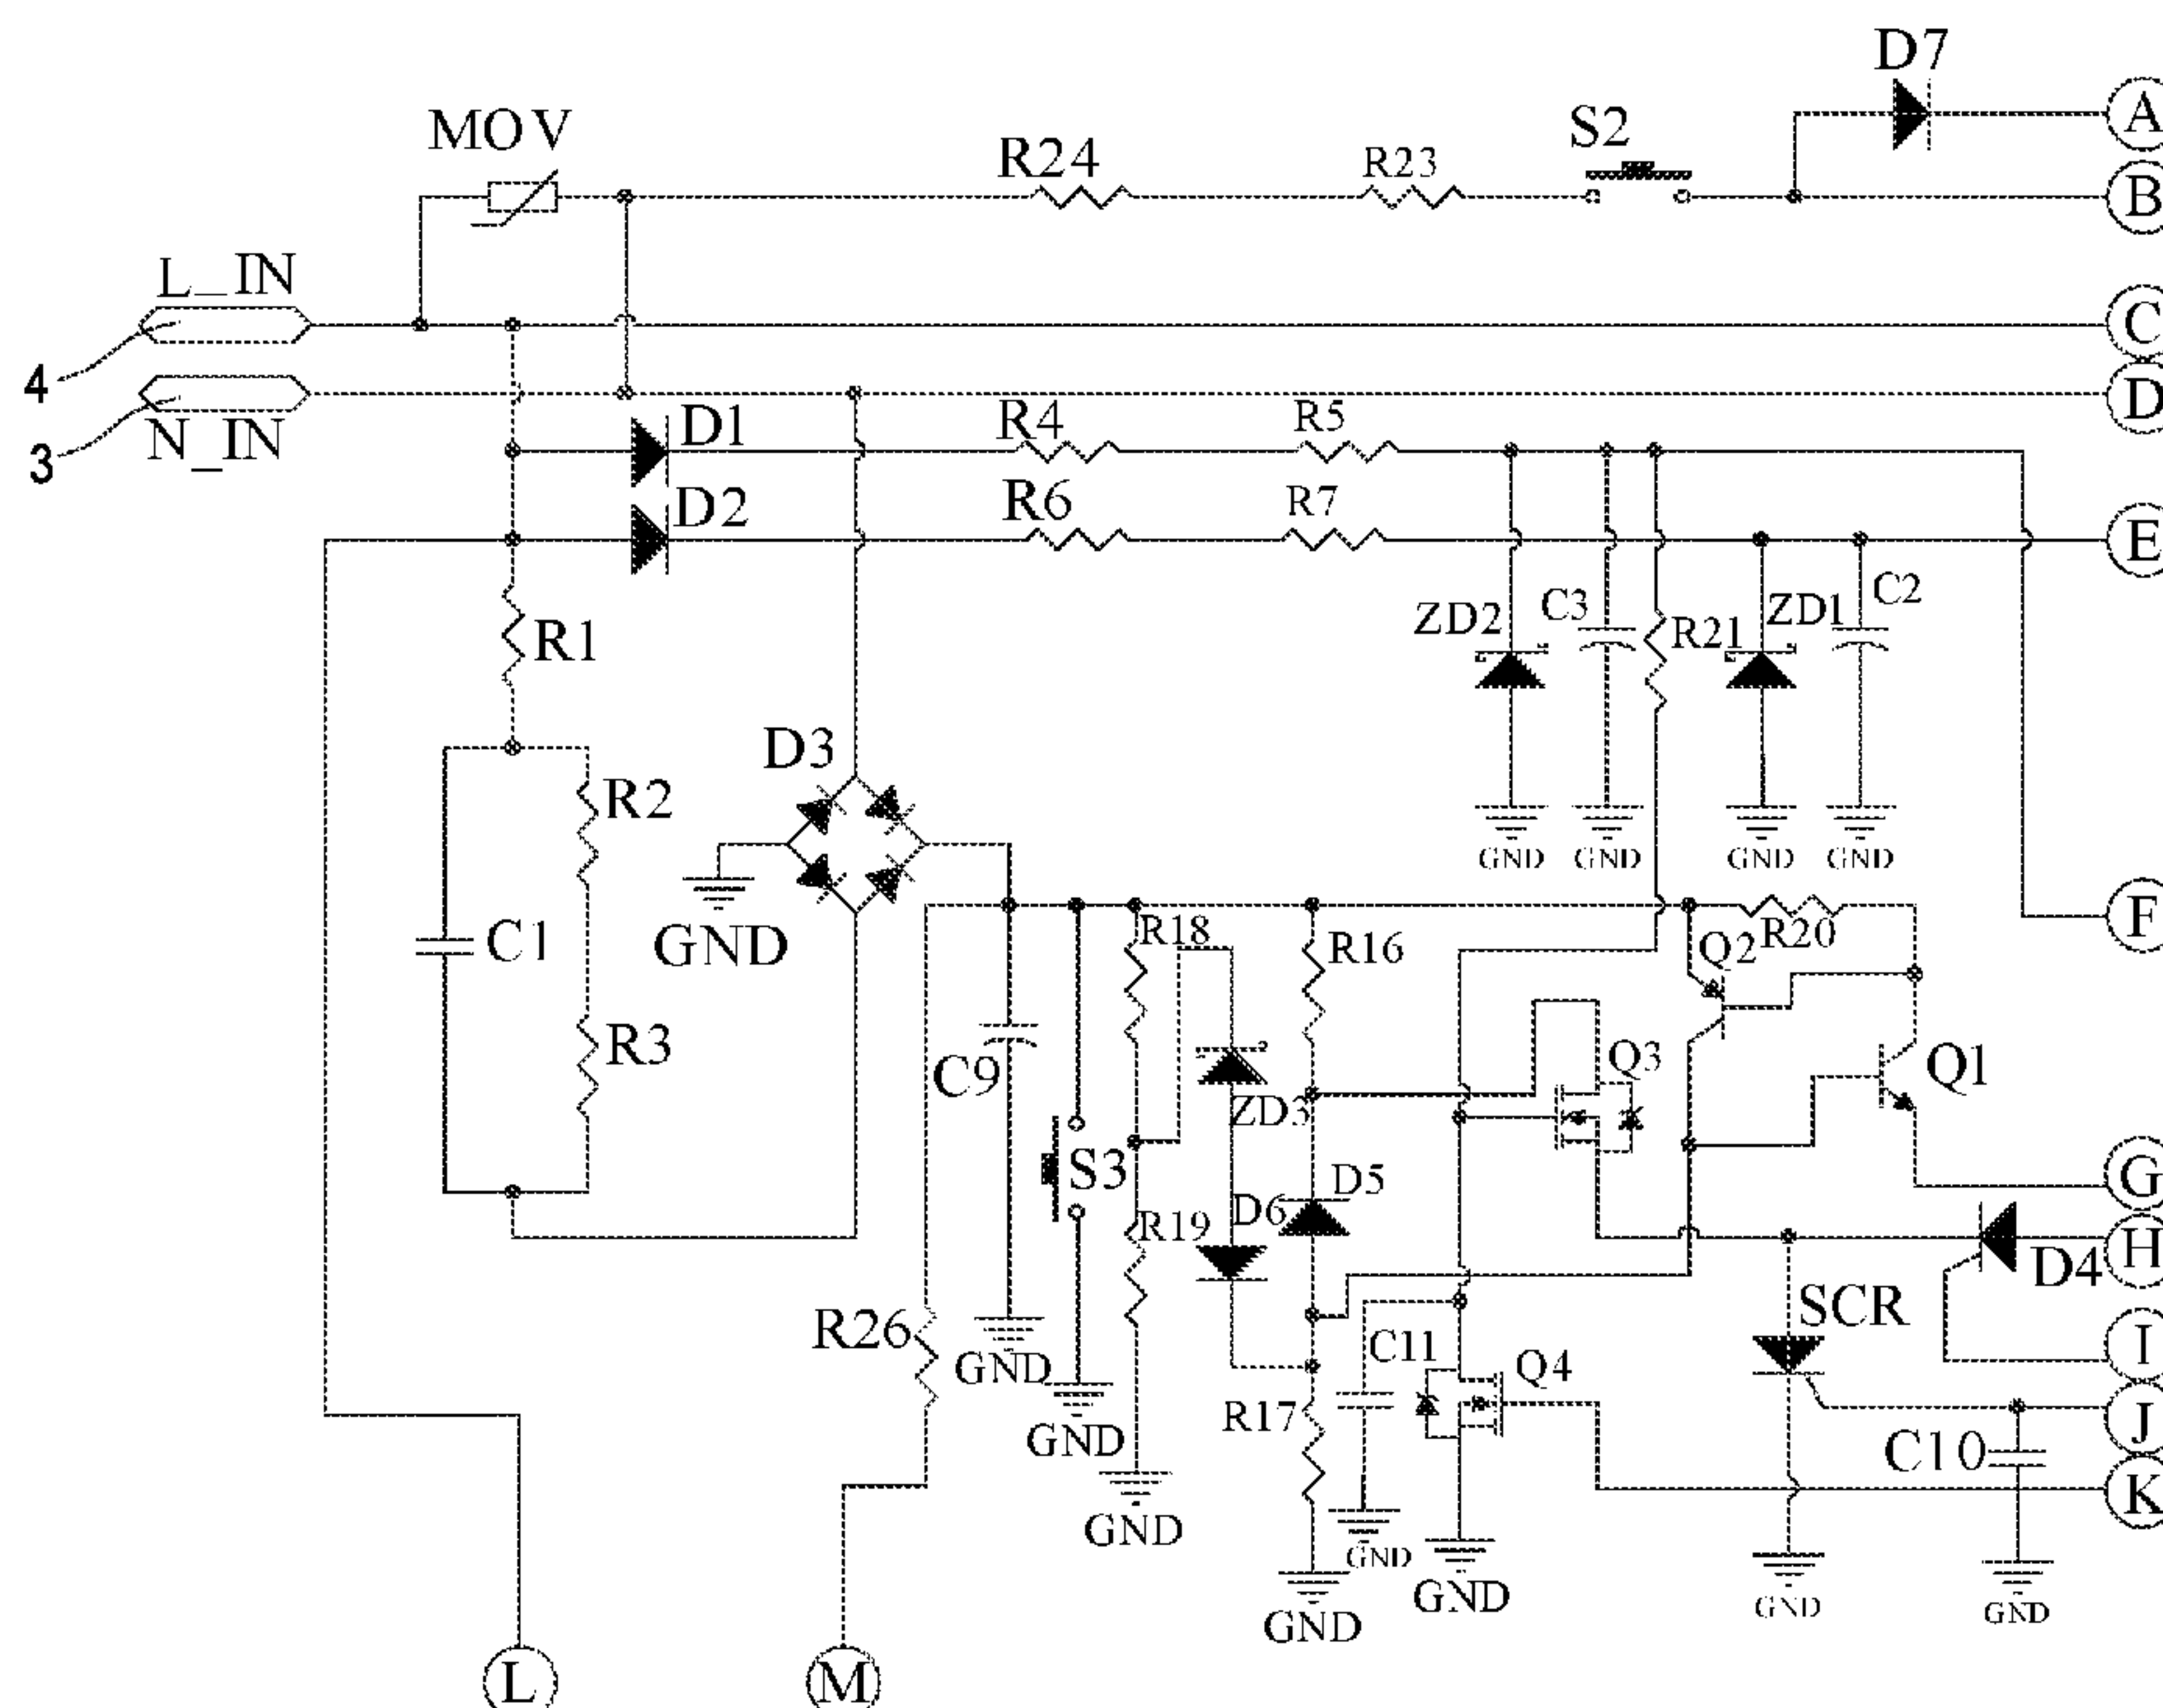 D7
A
MOV
S2
R24
R23
B
L_IN
C
4
D
N_IN
3
D1
R4
R5
D2
R6
R7
E
R1
ZD2
C3
R21
ZD1
C2
D3
R2
GND
GND
GND
GND
GND
C1
R18
R16
Q2
R20
F
R3
C9
ZD3
Q3
Q1
S3
R19
D6
D5
G
H
D4
R26
GND
C11
Q4
SCR
I
J
R17
GND
C10
K
GND
GND
GND
GND
GND
GND
L
M